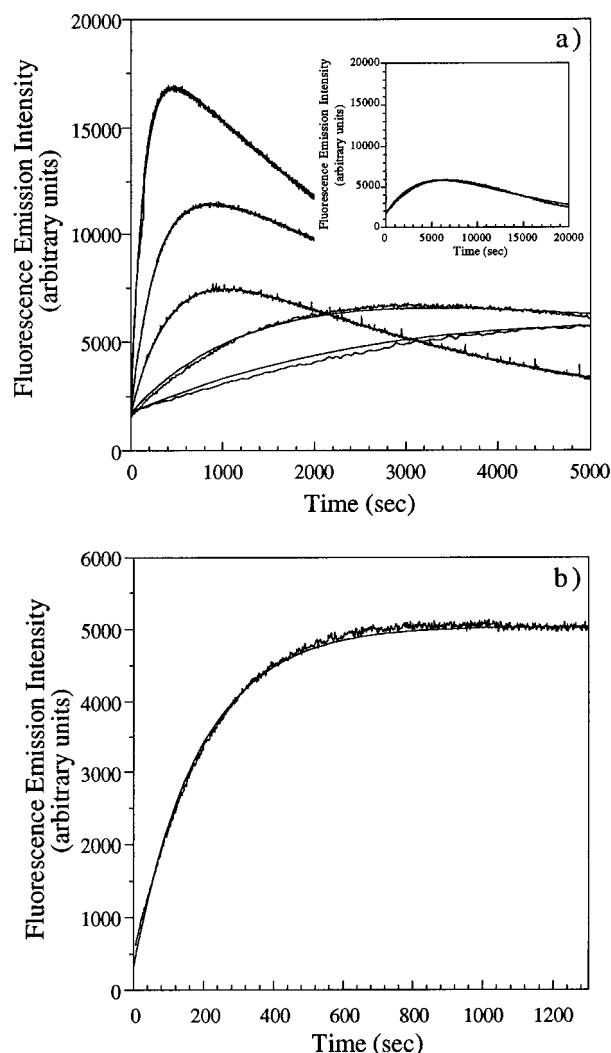 a)
20000
15000
10000
5000
0
Fluorescence Emission Intensity
(arbitrary units)
0 1000 2000 3000 4000 5000
Time (sec)
20000
15000
10000
5000
0
Fluorescence Emission Intensity
(arbitrary units)
0 5000 10000 15000 20000
Time (sec)
b)
6000
5000
4000
3000
2000
1000
0
Fluorescence Emission Intensity
(arbitrary units)
0 200 400 600 800 1000 1200
Time (sec)